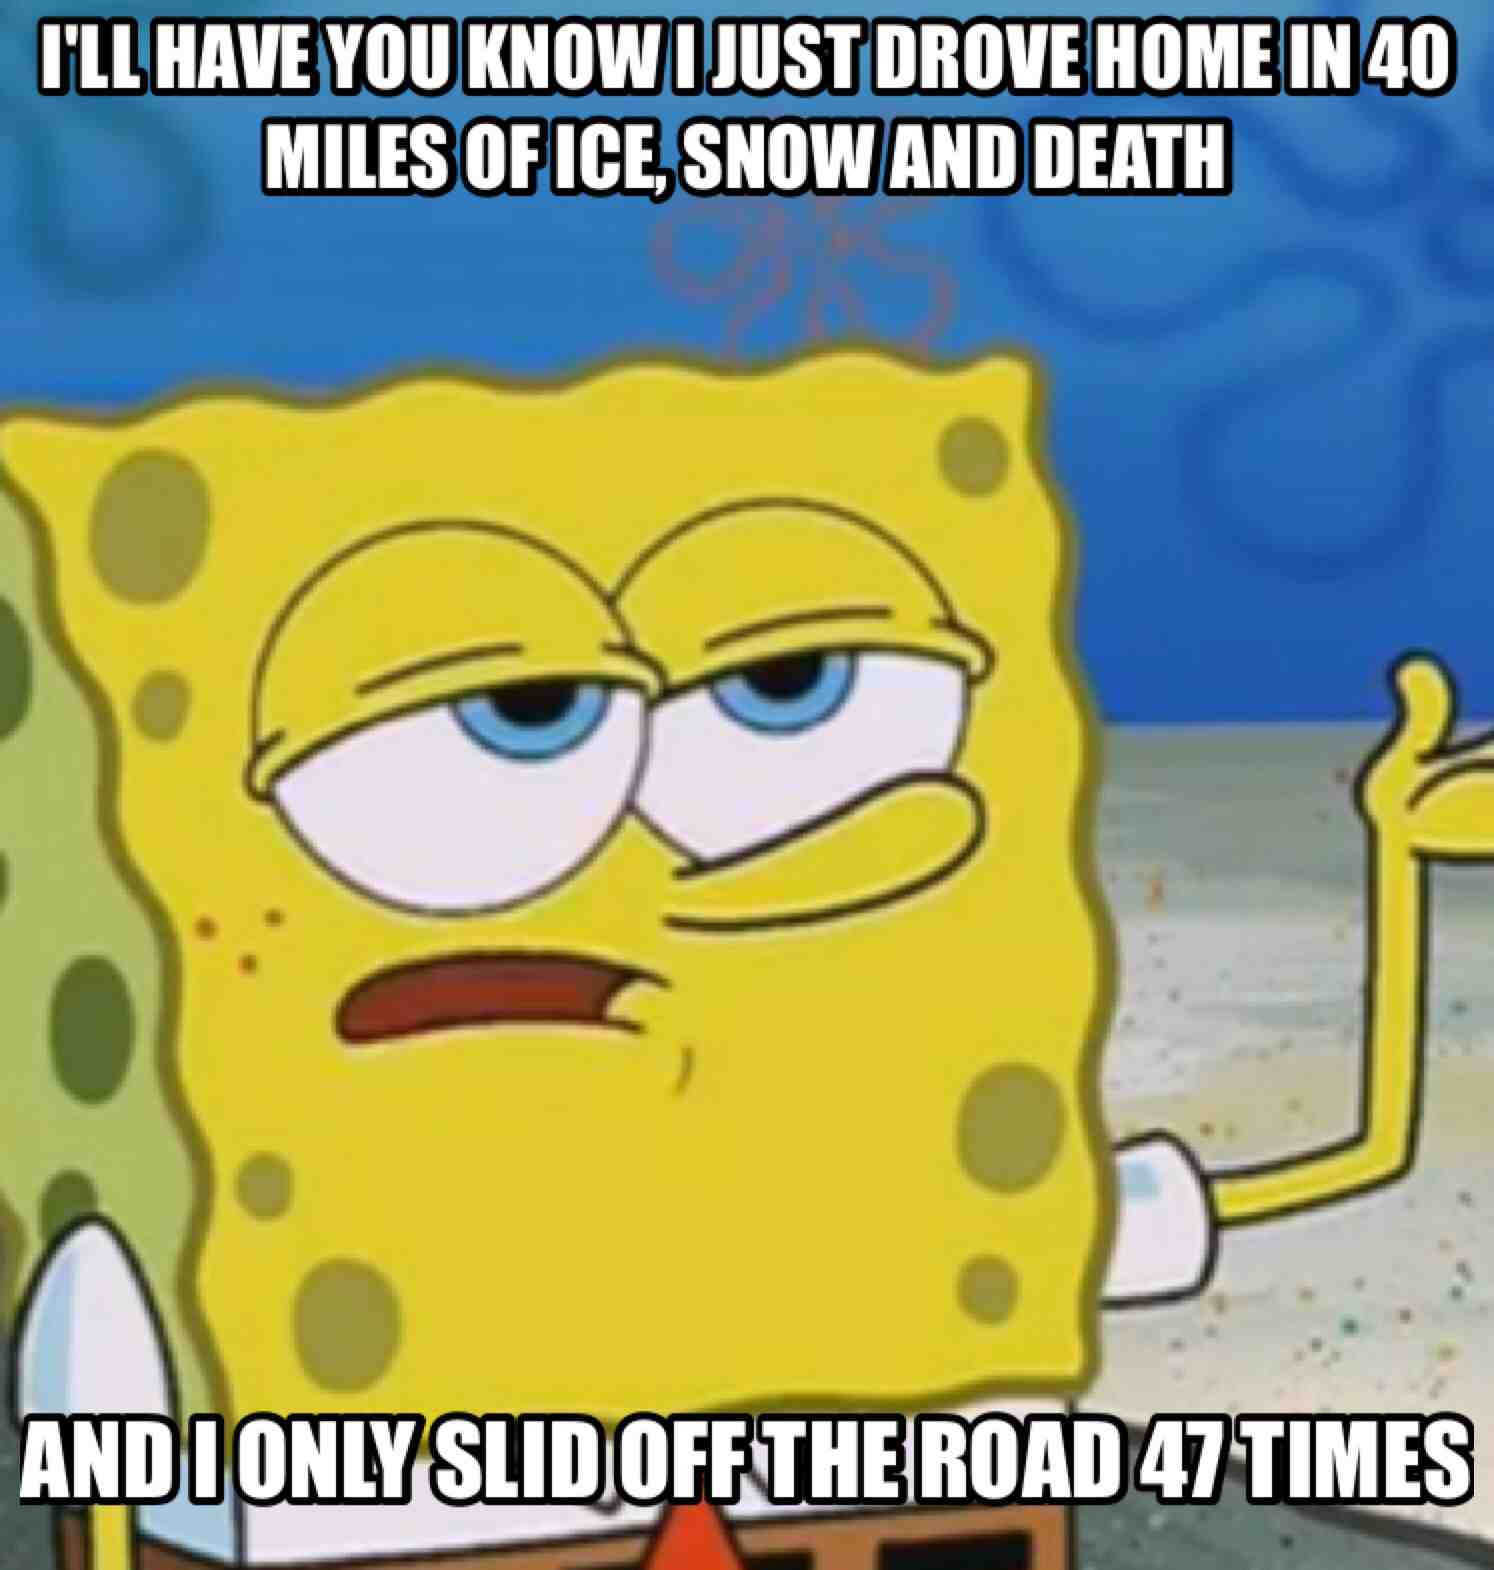 I'LL HAVE YOU KNOW I JUST DROVE HOME IN 40
MILES OF ICE, SNOW AND DEATH
AND I ONLY SLID OFF THE ROAD 47 TIMES